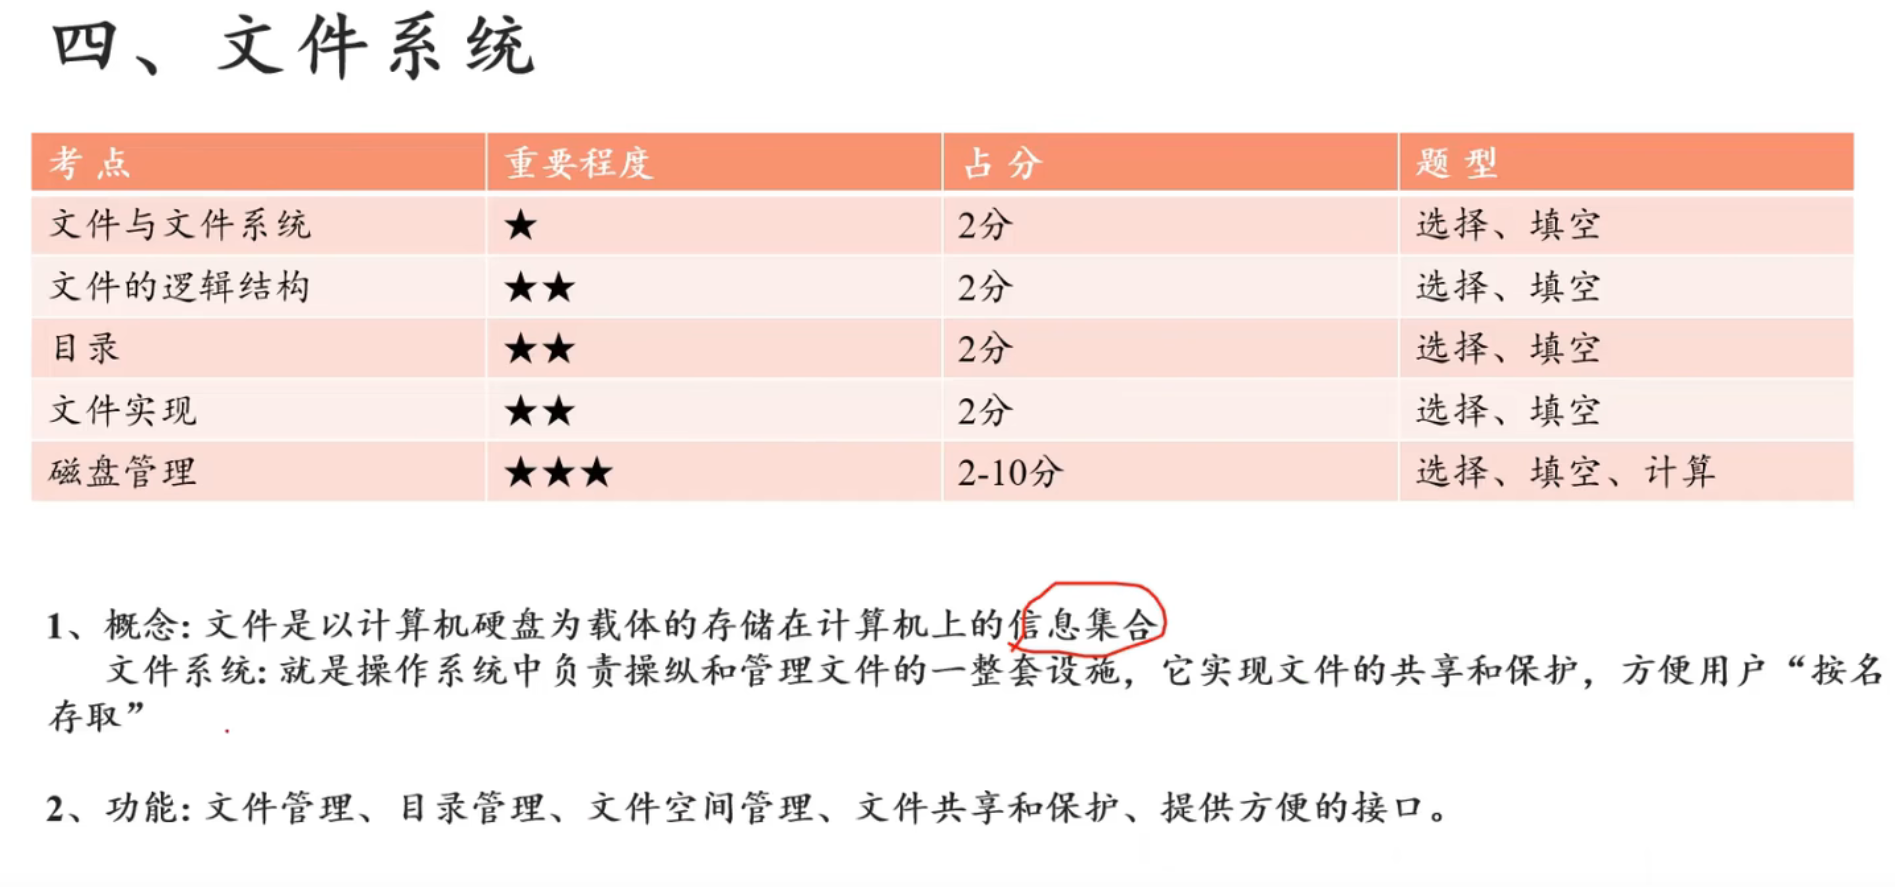 四、文件系统
考点 重要程度 占分 题型
文件与文件系统 ★ 2分 选择、填空
文件的逻辑结构 ★★ 2分 选择、填空
目录 ★★ 2分 选择、填空
文件实现 ★★ 2分 选择、填空
磁盘管理 ★★★ 2-10分 选择、填空、计算
1、概念：文件是以计算机硬盘为载体的存储在计算机上的信息集合
文件系统：就是操作系统中负责操纵和管理文件的一整套设施，它实现文件的共享和保护，方便用户“按名
存取”
2、功能：文件管理、目录管理、文件空间管理、文件共享和保护、提供方便的接口。